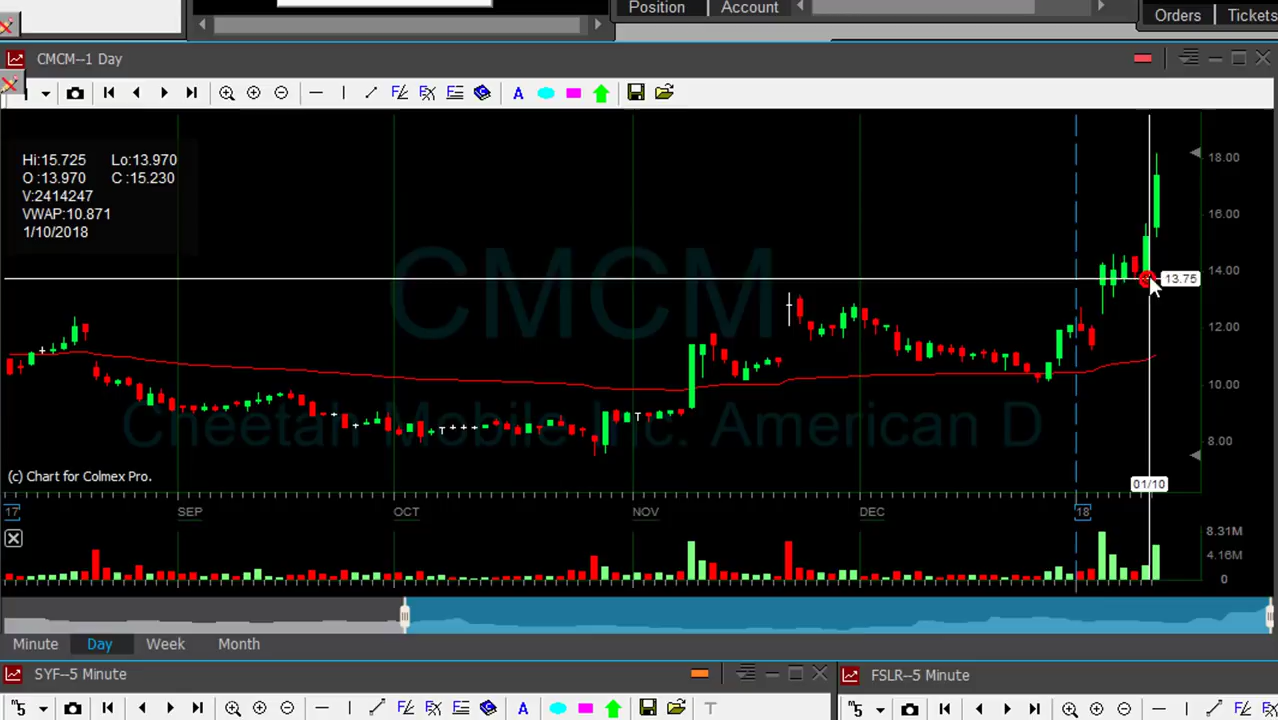 Position Account
Orders Tickets
CMCM--1 Day
A
Hi:15.725 Lo:13.970
O :13.970 C :15.230
V:2414247
VWAP:10.871
1/10/2018
CMCM
Cheetah Mobile Inc. American D
18.00
16.00
14.00
13.75
12.00
10.00
8.00
(c) Chart for Colmex Pro.
01/10
17 SEP OCT NOV DEC 18
8.31M
4.16M
0
Minute Day Week Month
SYF--5 Minute
FSLR--5 Minute
5 A T
5